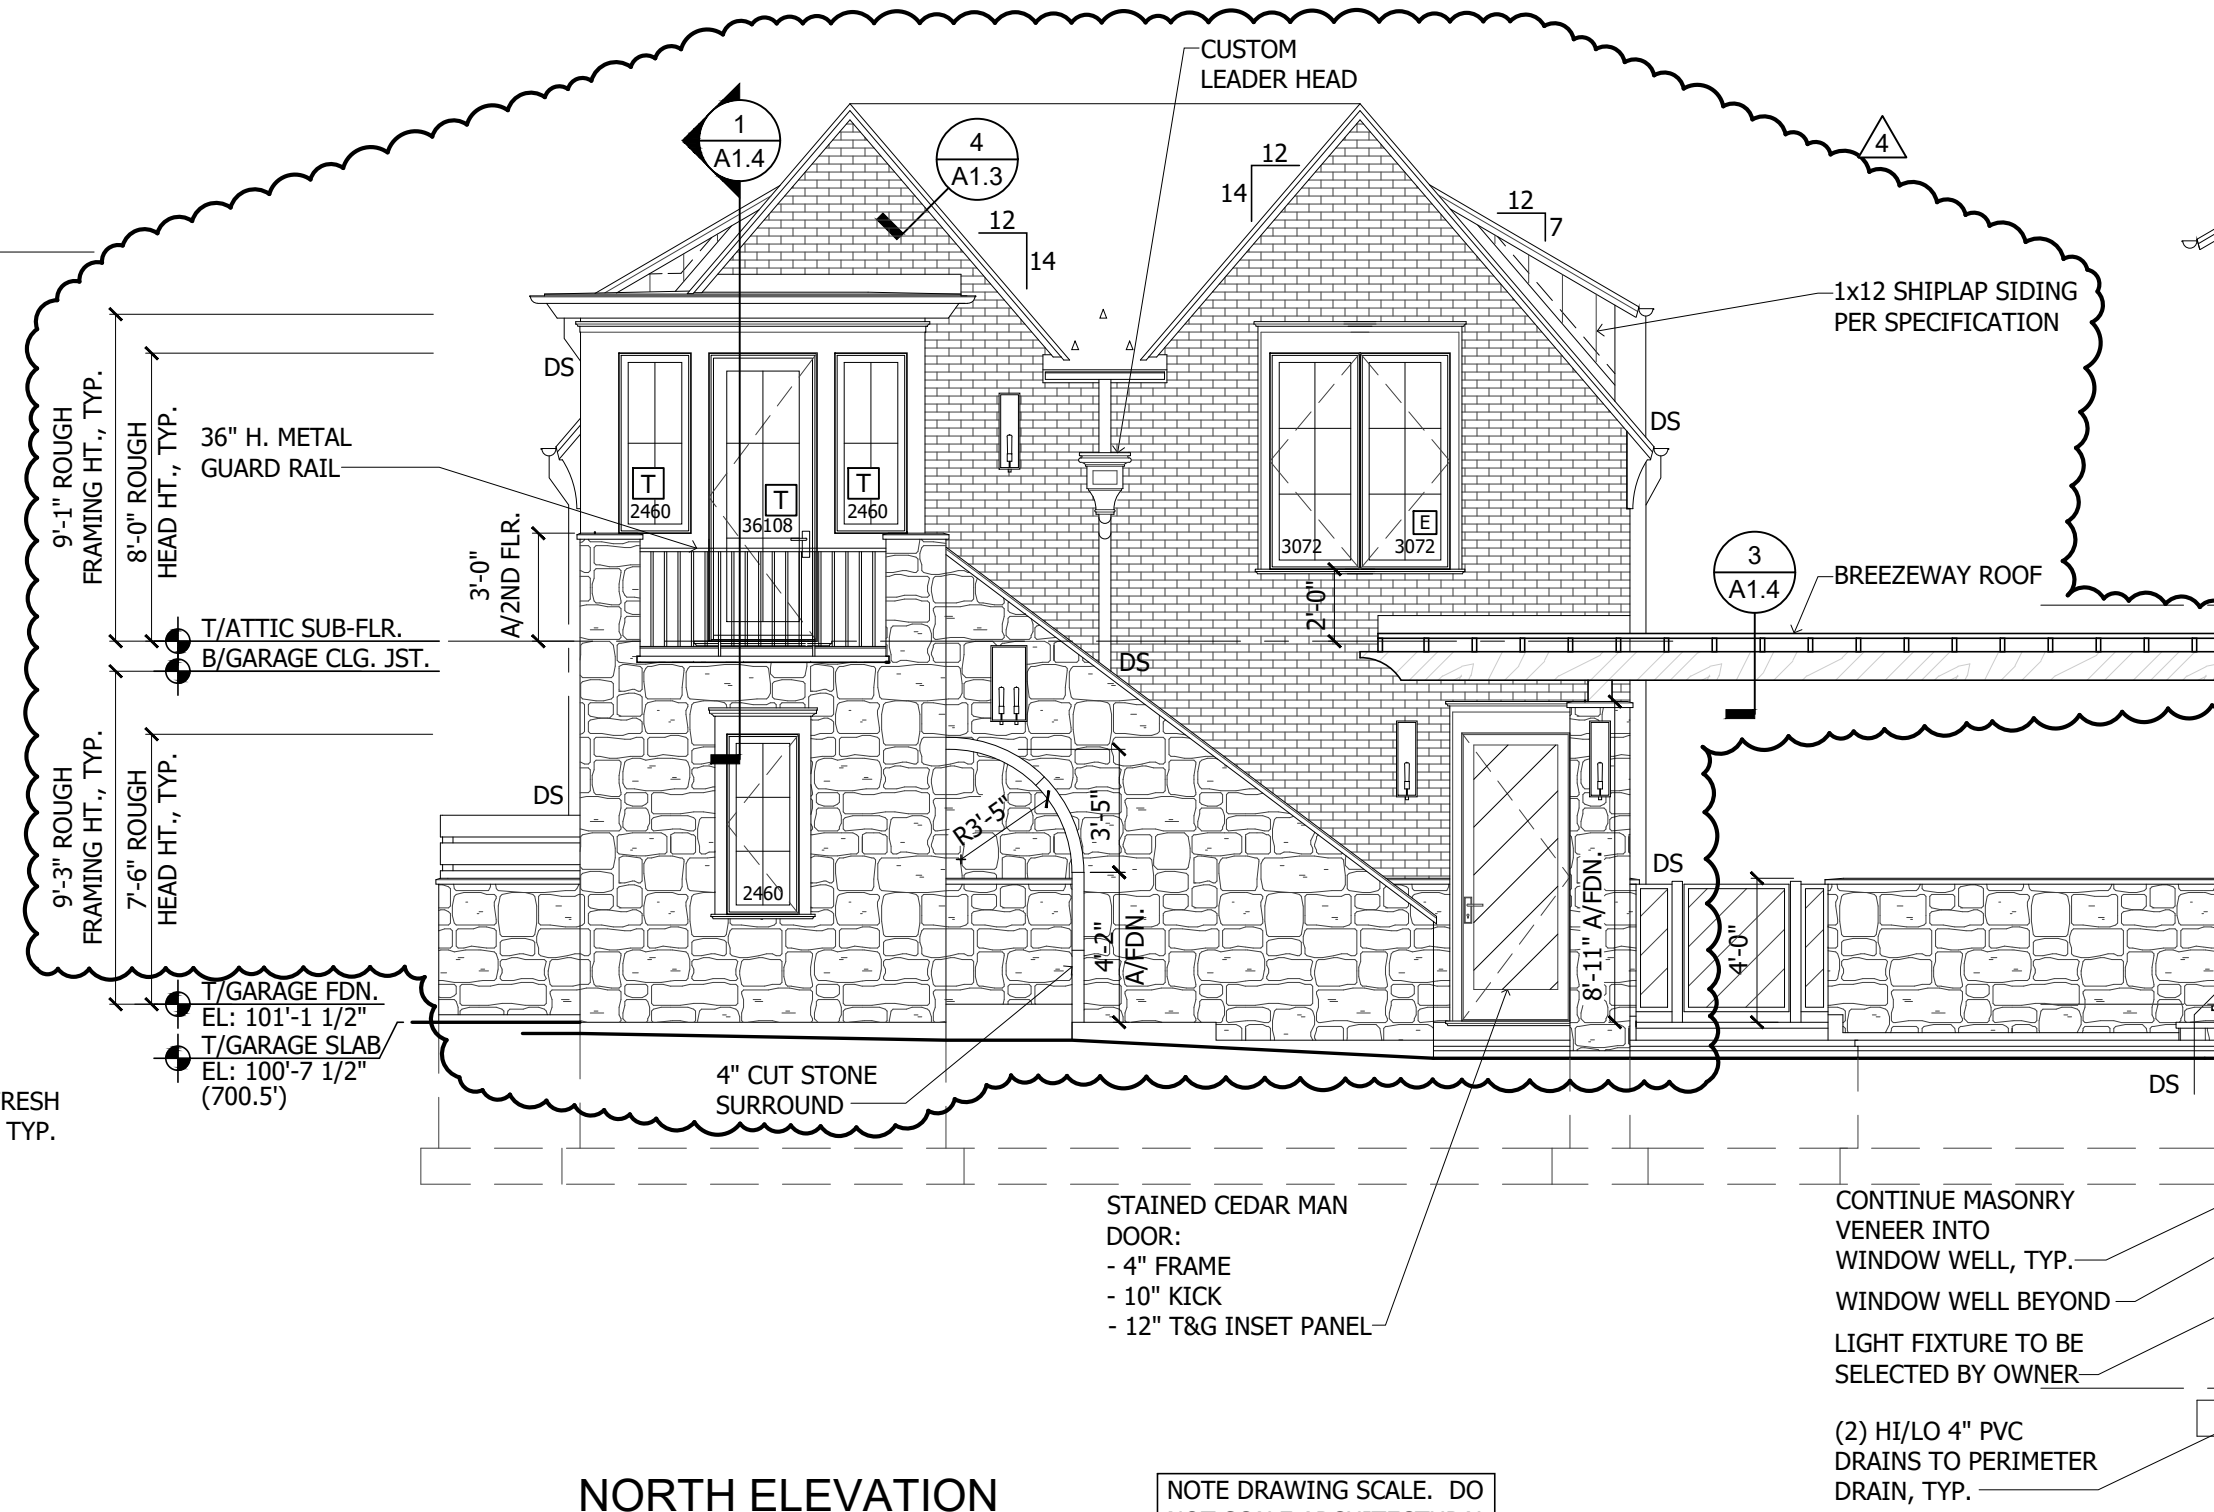 CUSTOM
LEADER HEAD
1
A1.4
4
A1.3
12
14
12
14
12
7
4
1x12 SHIPLAP SIDING
PER SPECIFICATION
DS
DS
9'-1" ROUGH
FRAMING HT., TYP.
8'-0" ROUGH
HEAD HT., TYP.
36" H. METAL
GUARD RAIL
T
2460
T
36108
T
2460
E
3072
3072
3'-0"
A/2ND FLR.
2'-0"
3
A1.4
BREEZEWAY ROOF
T/ATTIC SUB-FLR.
B/GARAGE CLG. JST.
DS
9'-3" ROUGH
FRAMING HT., TYP.
7'-6" ROUGH
HEAD HT., TYP.
DS
2460
R3'-5"
3'-5"
4'-2"
A/FDN.
8'-11" A/FDN.
DS
4'-0"
T/GARAGE FDN.
EL: 101'-1 1/2"
T/GARAGE SLAB
EL: 100'-7 1/2"
(700.5')
RESH
TYP.
4" CUT STONE
SURROUND
DS
STAINED CEDAR MAN
DOOR:
- 4" FRAME
- 10" KICK
- 12" T&G INSET PANEL
CONTINUE MASONRY
VENEER INTO
WINDOW WELL, TYP.
WINDOW WELL BEYOND
LIGHT FIXTURE TO BE
SELECTED BY OWNER
(2) HI/LO 4" PVC
DRAINS TO PERIMETER
DRAIN, TYP.
NORTH ELEVATION
NOTE DRAWING SCALE. DO